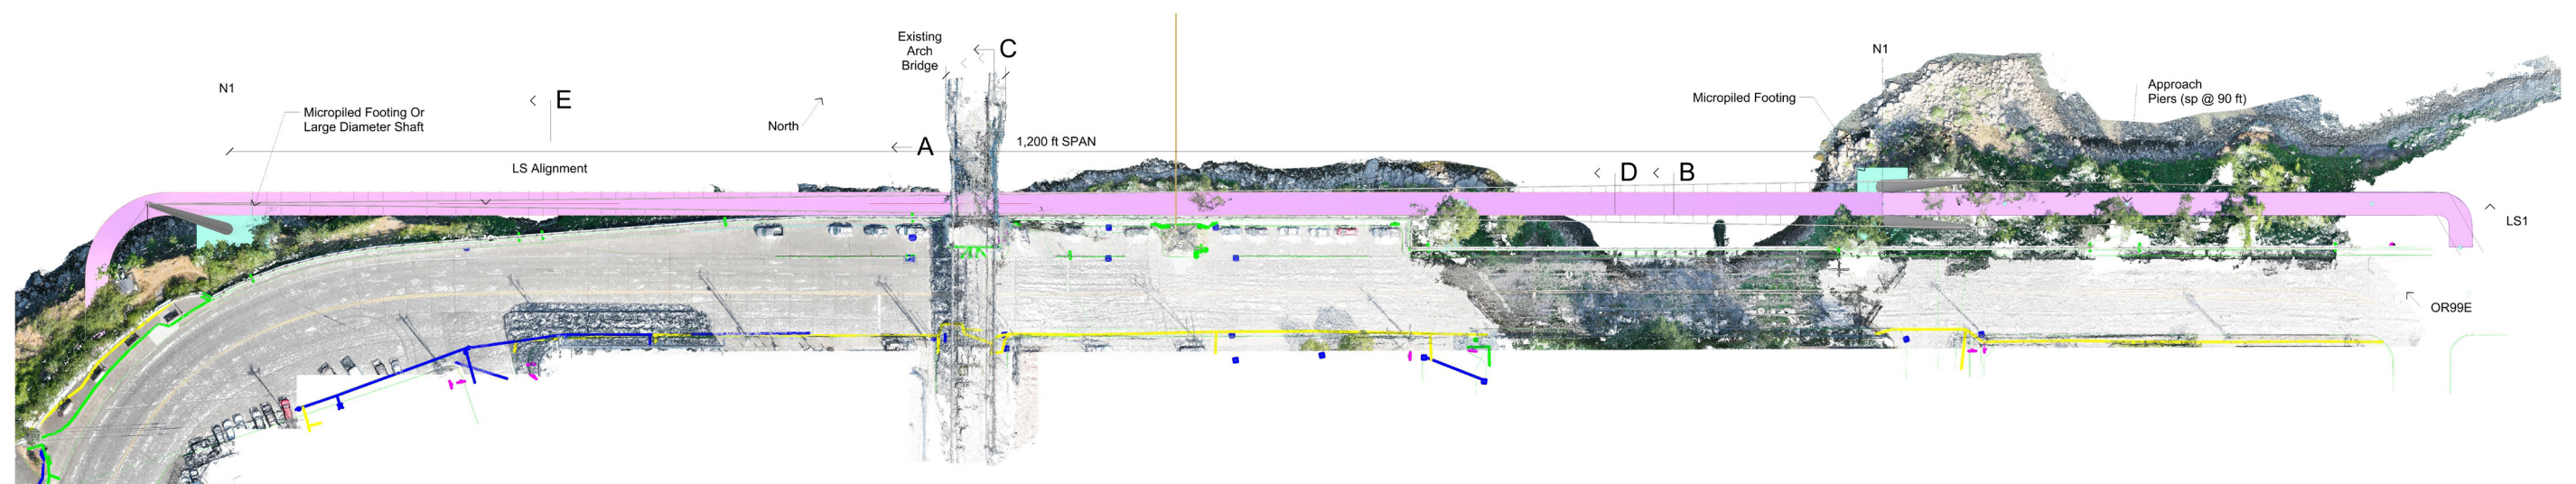 Existing
Arch
Bridge
C
N1
N1
E
Micropiled Footing Or
Large Diameter Shaft
North
A
1,200 ft SPAN
LS Alignment
D
B
Micropiled Footing
Approach
Piers (sp @ 90 ft)
LS1
OR99E